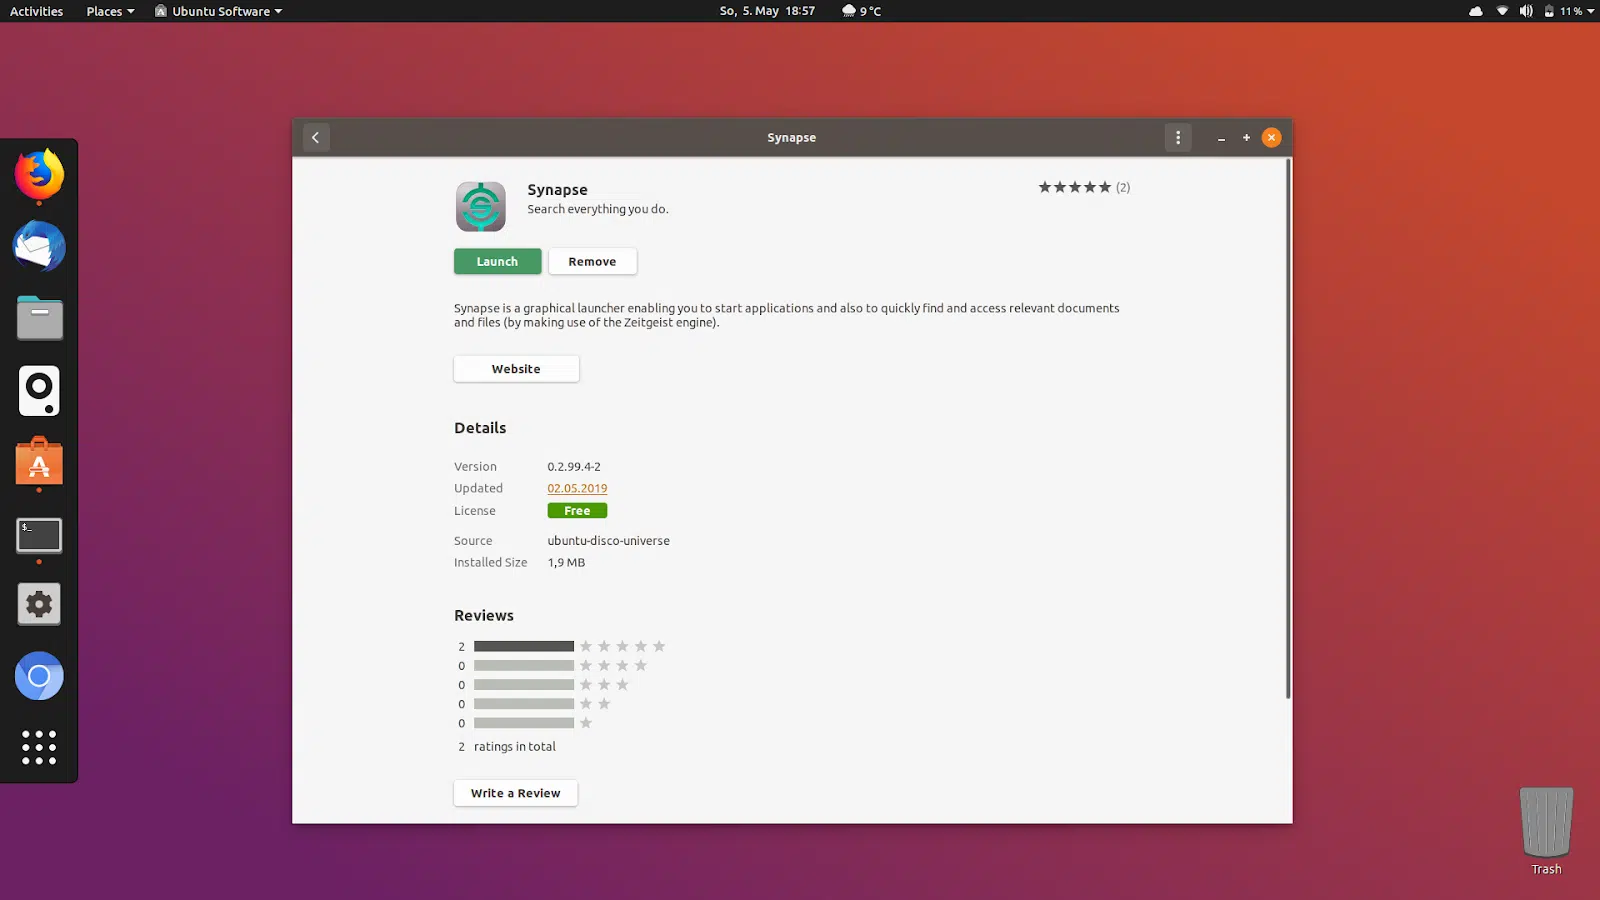 Activities Places Ubuntu Software So, 5. May 18:57 9 °C 11 %
Synapse
Synapse
Search everything you do.
(2)
Launch Remove
Synapse is a graphical launcher enabling you to start applications and also to quickly find and access relevant documents
and files (by making use of the Zeitgeist engine).
Website
Details
Version 0.2.99.4-2
Updated 02.05.2019
License Free
Source ubuntu-disco-universe
Installed Size 1,9 MB
Reviews
2
0
0
0
0
2 ratings in total
Write a Review
$_
Trash